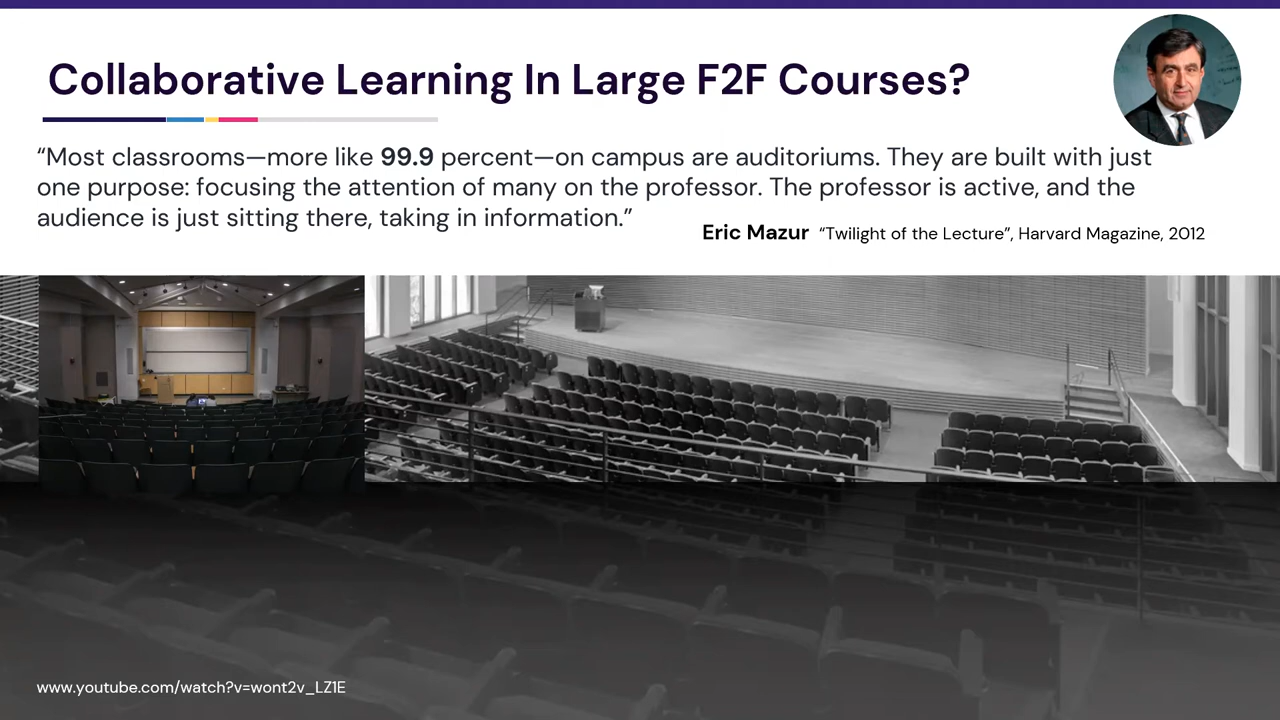 Collaborative Learning In Large F2F Courses?
“Most classrooms—more like 99.9 percent—on campus are auditoriums. They are built with just
one purpose: focusing the attention of many on the professor. The professor is active, and the
audience is just sitting there, taking in information.”
Eric Mazur “Twilight of the Lecture”, Harvard Magazine, 2012
www.youtube.com/watch?v=wont2v_LZ1E